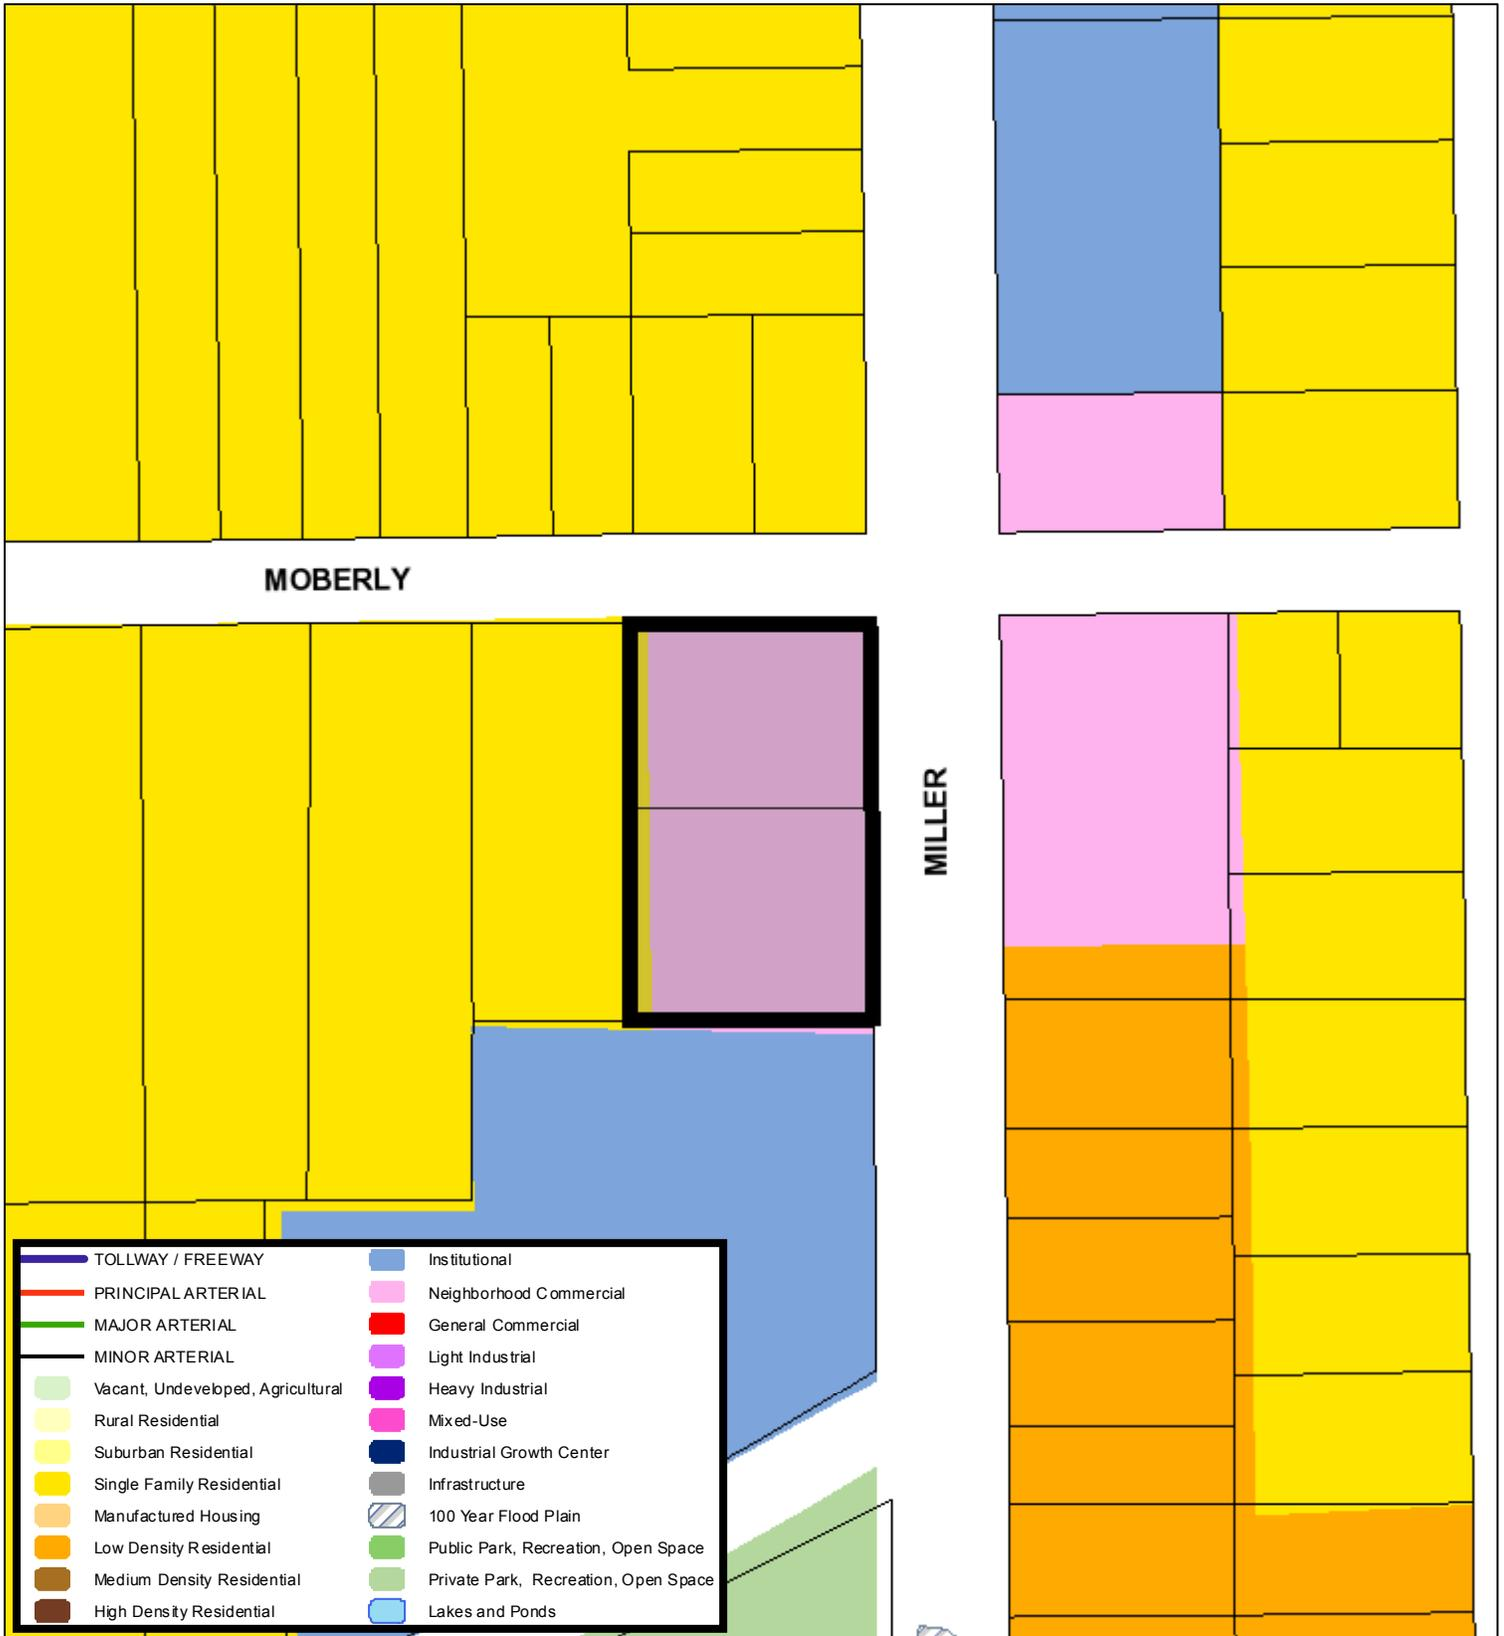 MOBERLY
MILLER
TOLLWAY / FREEWAY
PRINCIPAL ARTERIAL
MAJOR ARTERIAL
MINOR ARTERIAL
Vacant, Undeveloped, Agricultural
Rural Residential
Suburban Residential
Single Family Residential
Manufactured Housing
Low Density Residential
Medium Density Residential
High Density Residential
Institutional
Neighborhood Commercial
General Commercial
Light Industrial
Heavy Industrial
Mixed-Use
Industrial Growth Center
Infrastructure
100 Year Flood Plain
Public Park, Recreation, Open Space
Private Park, Recreation, Open Space
Lakes and Ponds